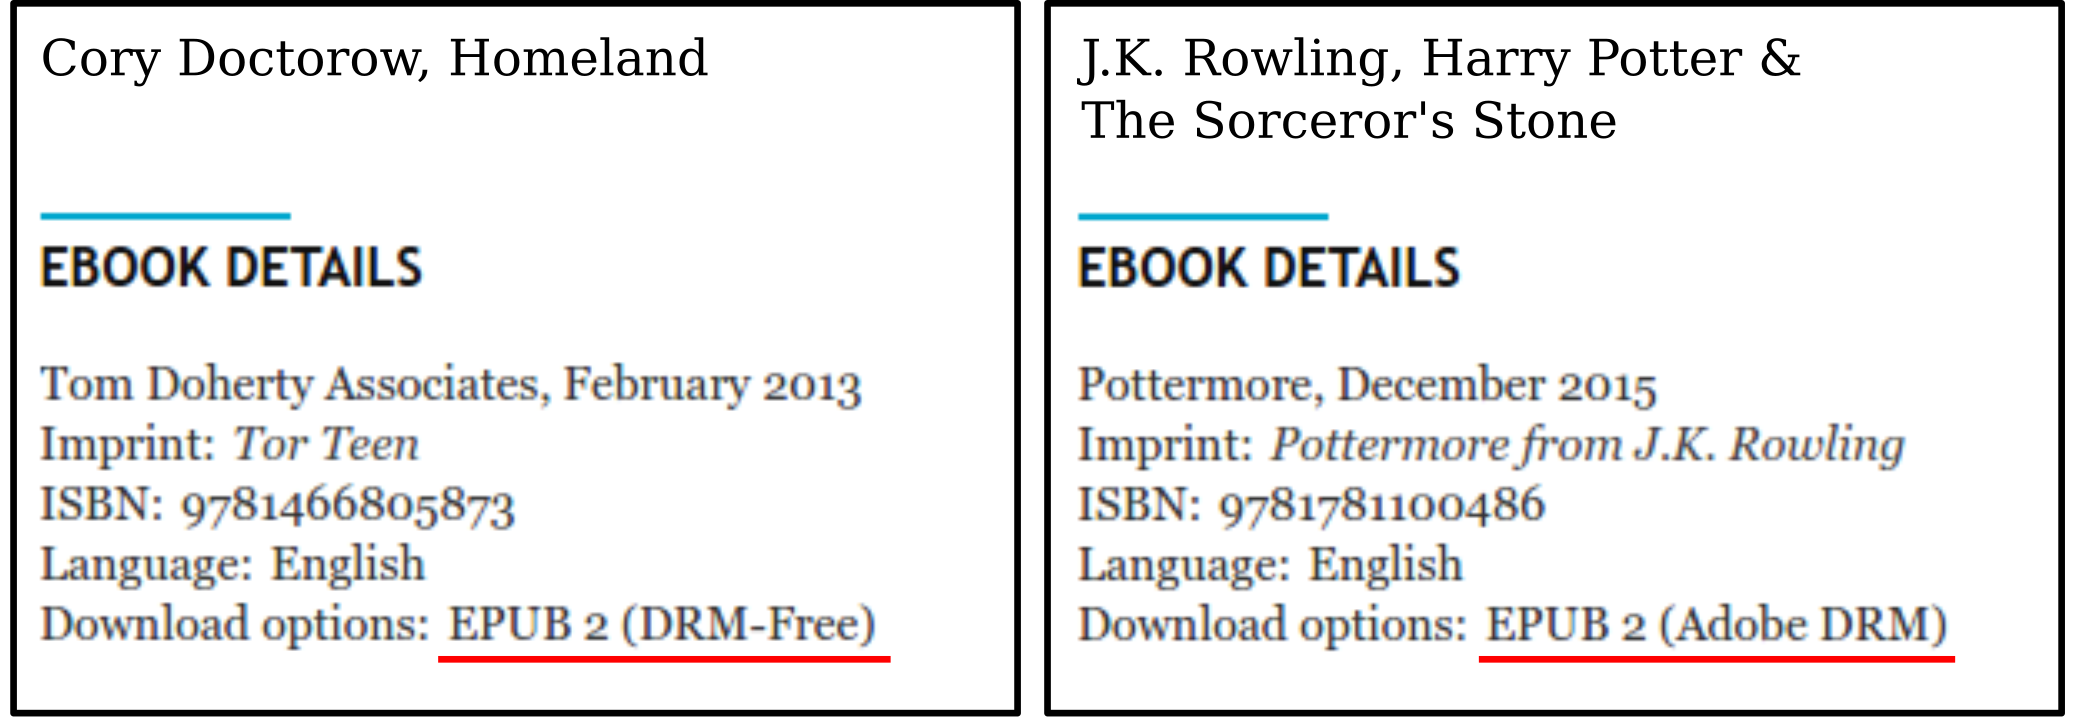 Cory Doctorow, Homeland
EBOOK DETAILS
Tom Doherty Associates, February 2013
Imprint: Tor Teen
ISBN: 9781466805873
Language: English
Download options: EPUB 2 (DRM-Free)
J.K. Rowling, Harry Potter &
The Sorceror's Stone
EBOOK DETAILS
Pottermore, December 2015
Imprint: Pottermore from J.K. Rowling
ISBN: 9781781100486
Language: English
Download options: EPUB 2 (Adobe DRM)